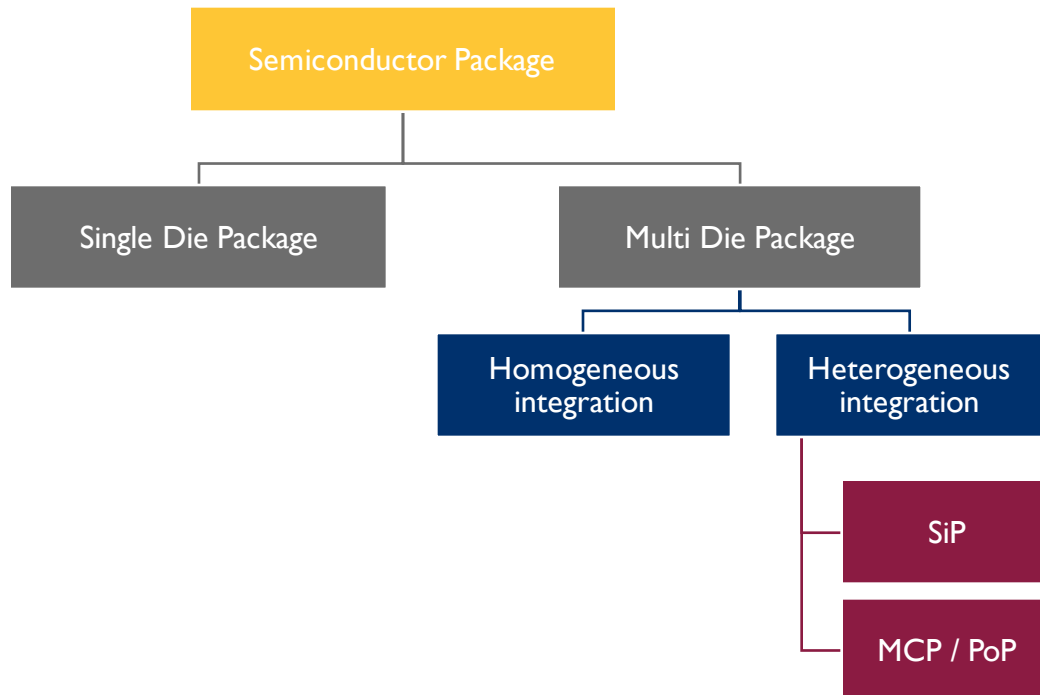 Semiconductor Package
Single Die Package
Multi Die Package
Homogeneous
integration
Heterogeneous
integration
SiP
MCP / PoP